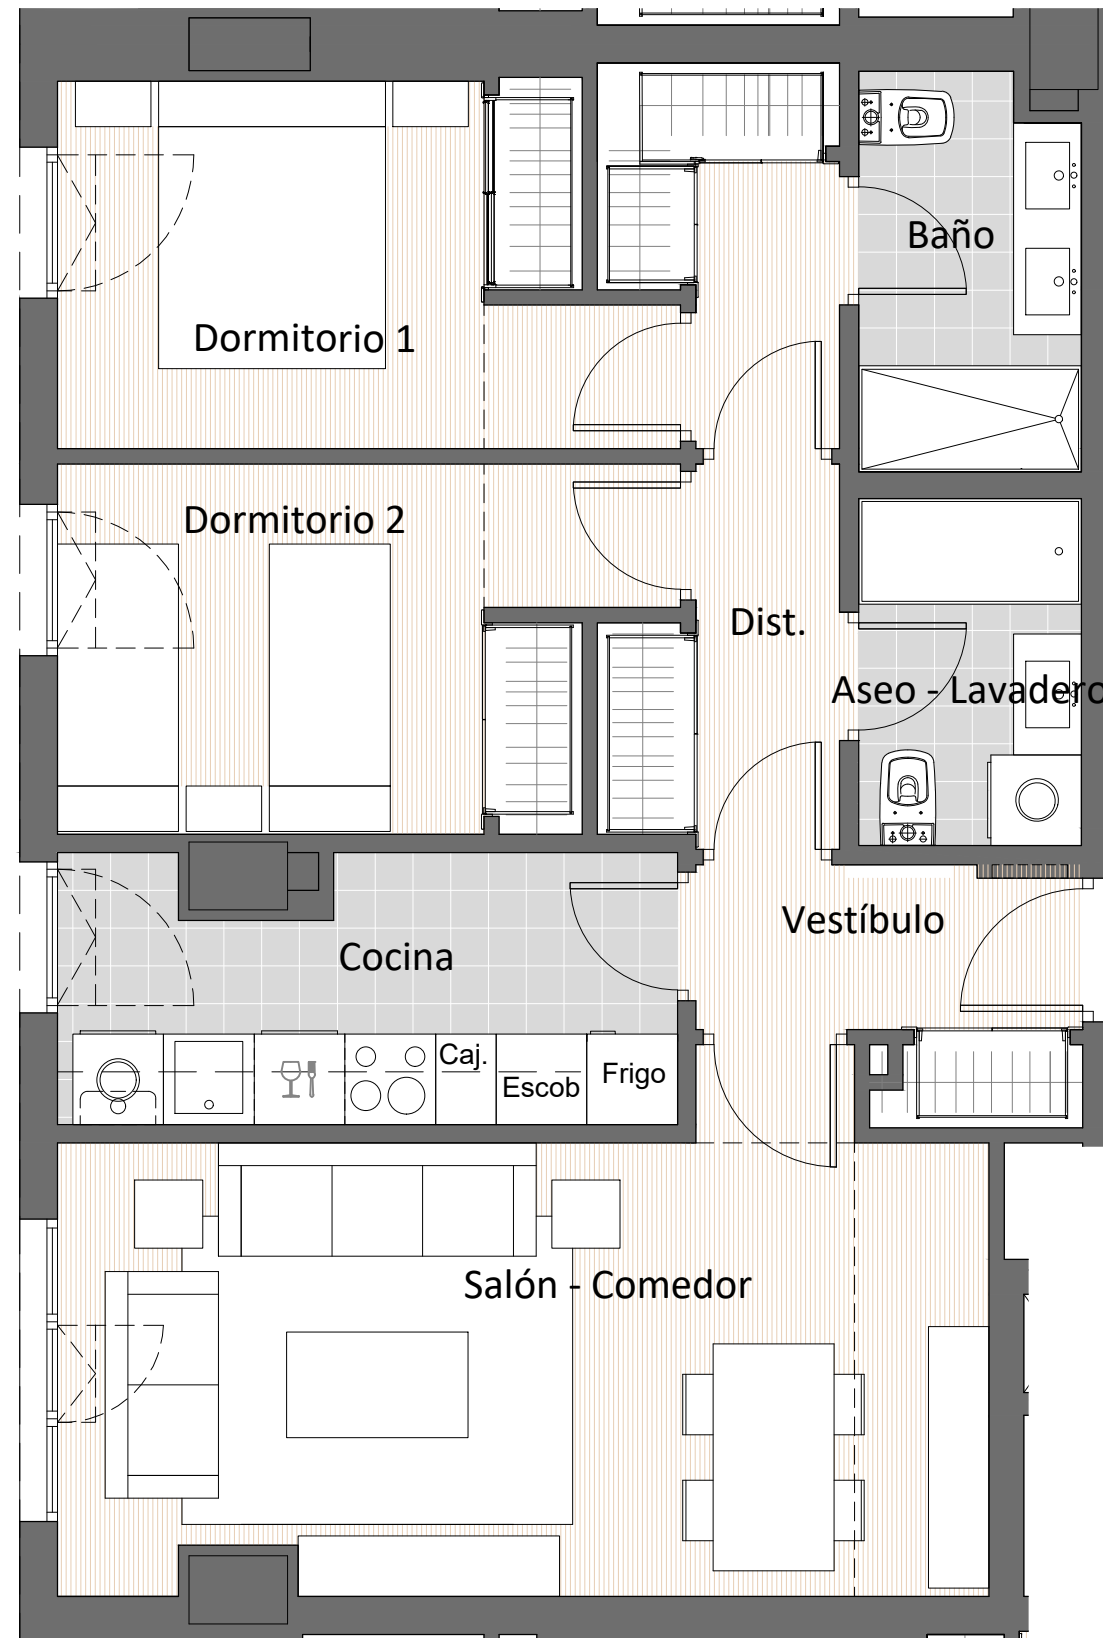 Baño
Dormitorio 1
Dormitorio 2
Dist.
Aseo - Lavadero
Vestíbulo
Cocina
Caj.
Escob
Frigo
Salón - Comedor